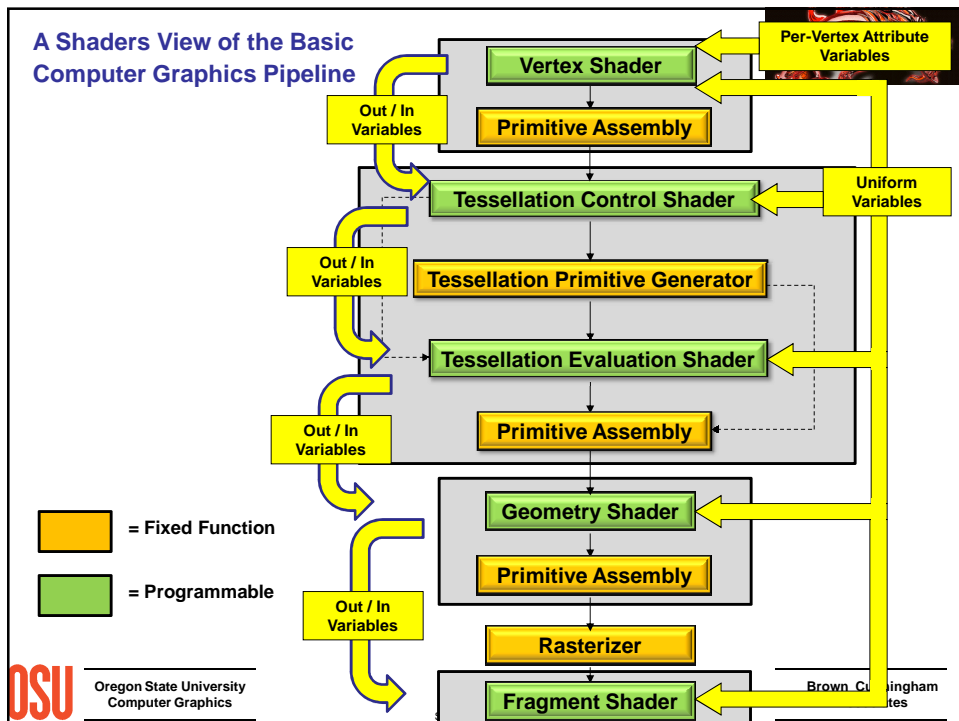 A Shaders View of the Basic
Computer Graphics Pipeline
Per-Vertex Attribute
Variables
Vertex Shader
Out / In
Variables
Primitive Assembly
Uniform
Variables
Tessellation Control Shader
Out / In
Variables
Tessellation Primitive Generator
Tessellation Evaluation Shader
Out / In
Variables
Primitive Assembly
Geometry Shader
= Fixed Function
Primitive Assembly
= Programmable
Out / In
Variables
Rasterizer
OSU
Oregon State University
Computer Graphics
Fragment Shader
Brown